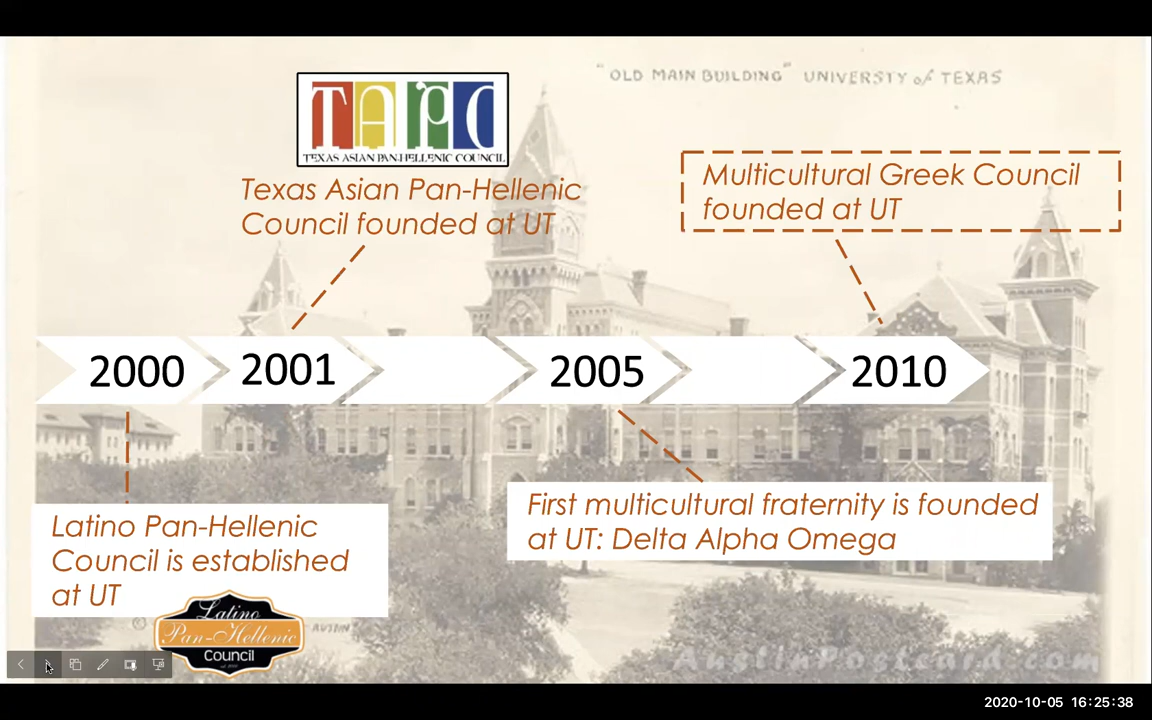 "OLD MAIN BUILDING" UNIVERSTY of TEXAS
TAPC
TEXAS ASIAN PAN-HELLENIC COUNCIL
Texas Asian Pan-Hellenic
Council founded at UT
Multicultural Greek Council
founded at UT
2000
2001
2005
2010
First multicultural fraternity is founded
at UT: Delta Alpha Omega
Latino Pan-Hellenic
Council is established
at UT
Latino
Pan-Hellenic
Council
AUSTIN
AustinPostcard.com
2020-10-05 16:25:38